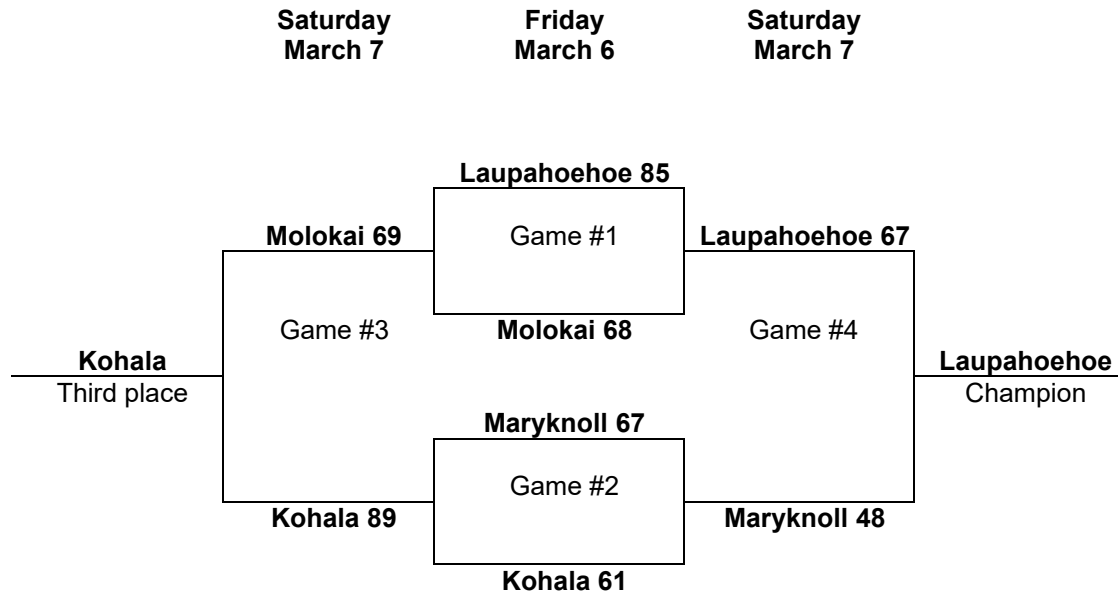 Saturday
March 7
Friday
March 6
Saturday
March 7
Laupahoehoe 85
Molokai 69
Game #1
Laupahoehoe 67
Game #3
Molokai 68
Game #4
Kohala
Third place
Laupahoehoe
Champion
Maryknoll 67
Game #2
Kohala 89
Maryknoll 48
Kohala 61